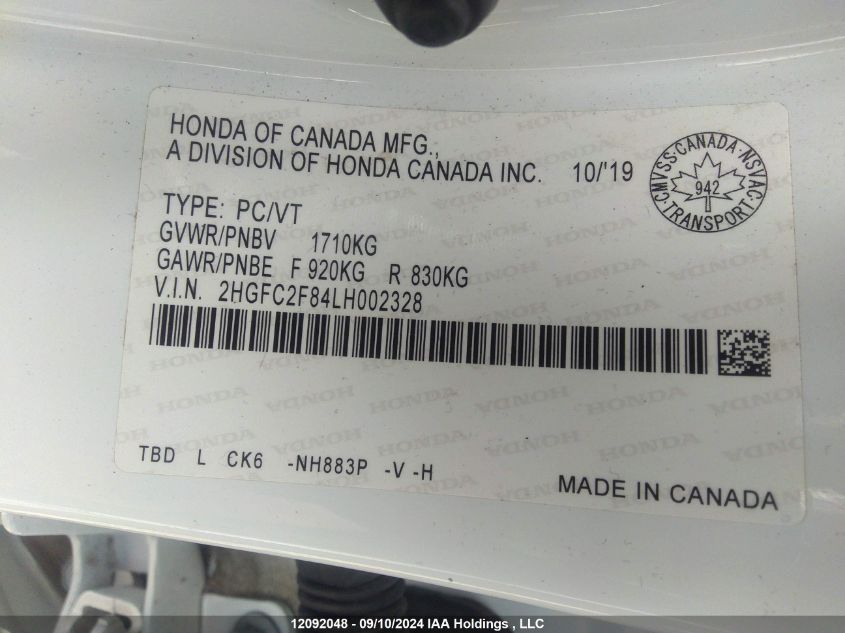 HONDA OF CANADA MFG.,
A DIVISION OF HONDA CANADA INC. 10/'19
CMVSS·CANADA·NSVAC·TRANSPORT·
942
TYPE: PC/VT
GVWR/PNBV 1710KG
GAWR/PNBE F 920KG R 830KG
V.I.N. 2HGFC2F84LH002328
TBD L CK6 -NH883P -V -H
MADE IN CANADA
12092048 - 09/10/2024 IAA Holdings , LLC